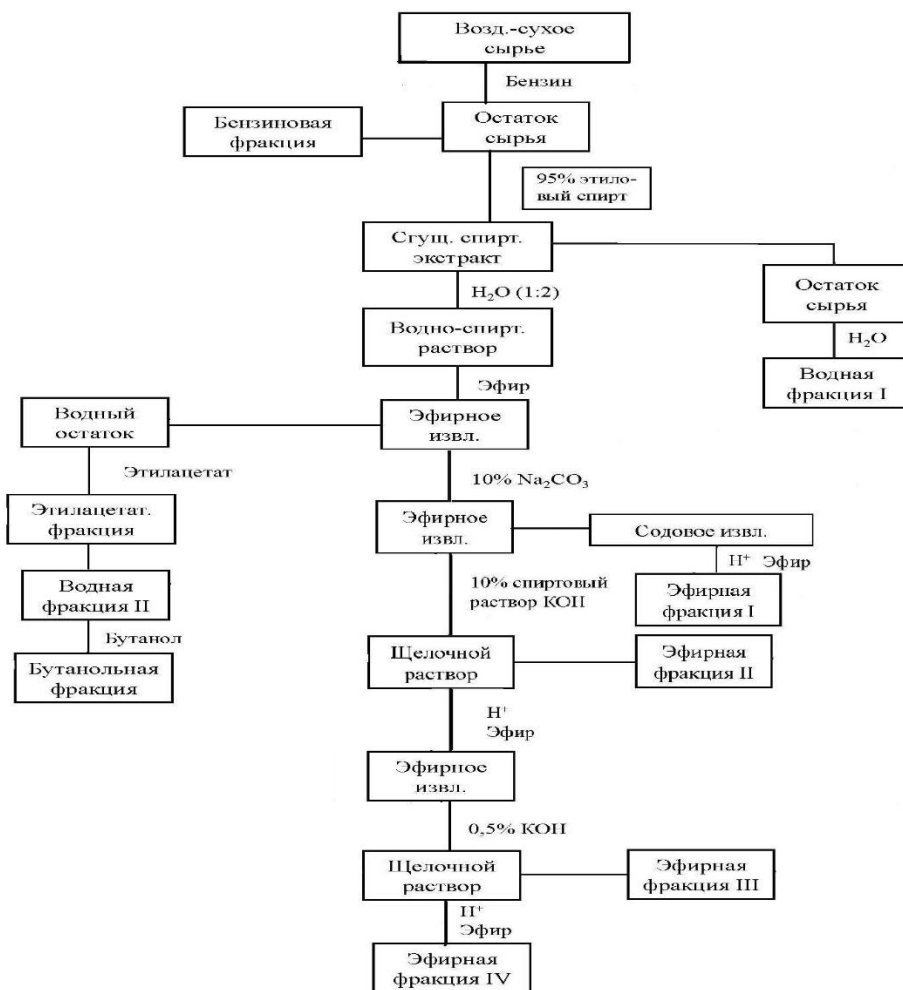 Возд.-сухое
сырье
Бензин
Бензиновая
фракция
Остаток
сырья
95% этило-
вый спирт
Сгущ. спирт.
экстракт
Остаток
сырья
H₂O (1:2)
H₂O
Водно-спирт.
раствор
Водная
фракция I
Эфир
Водный
остаток
Эфирное
извл.
Этилацетат
10% Na₂CO₃
Этилацетат.
фракция
Эфирное
извл.
Содовое извл.
H⁺ Эфир
Водная
фракция II
10% спиртовый
раствор КОН
Эфирная
фракция I
Бутанол
Бутанольная
фракция
Щелочной
раствор
Эфирная
фракция II
H⁺
Эфир
Эфирное
извл.
0,5% КОН
Щелочной
раствор
Эфирная
фракция III
H⁺
Эфир
Эфирная
фракция IV